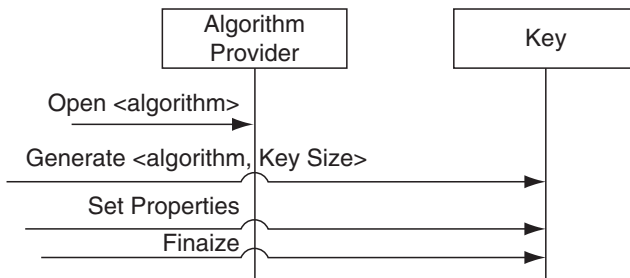 Algorithm
Provider
Key
Open <algorithm>
Generate <algorithm, Key Size>
Set Properties
Finaize